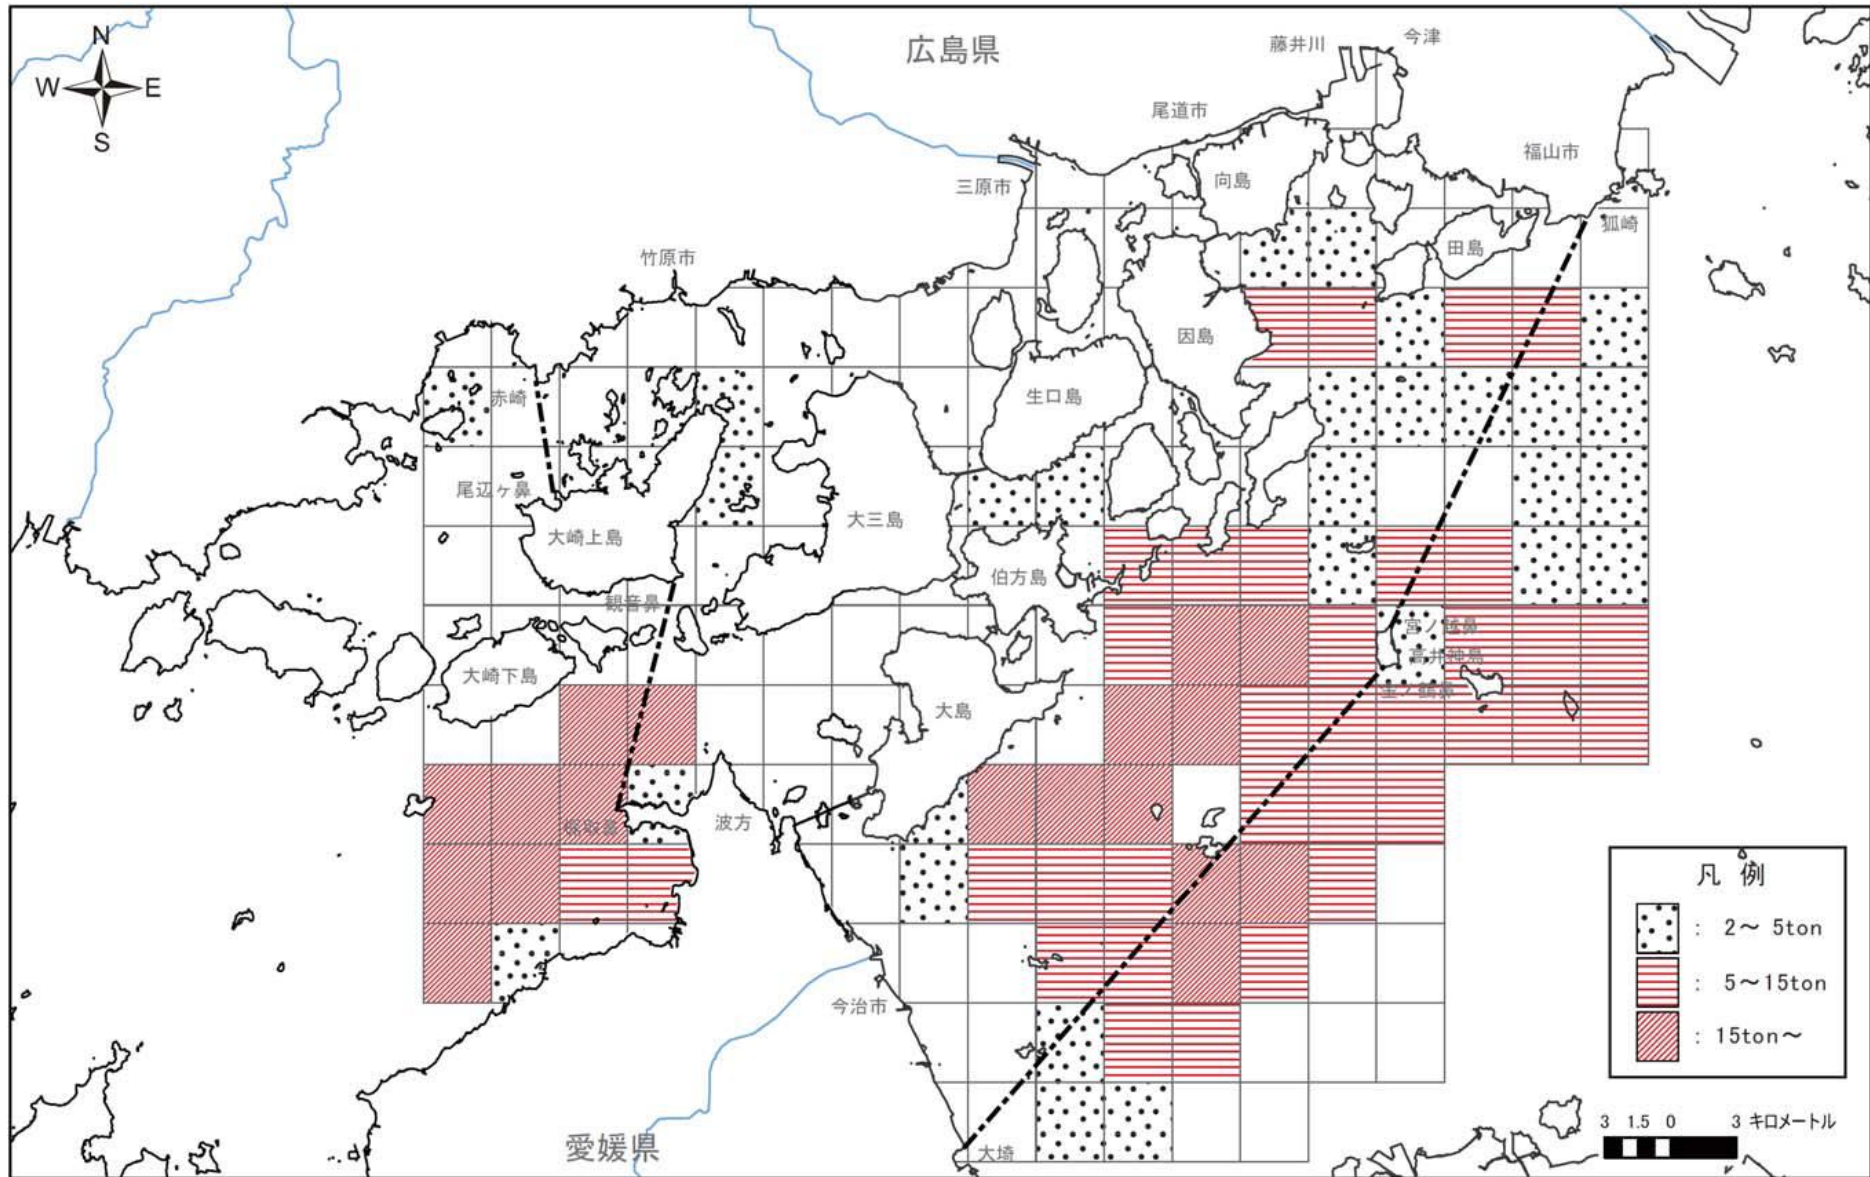 広島県
藤井川
今津
N
W
E
S
尾道市
福山市
三原市
向島
狐崎
田島
竹原市
因島
赤崎
生口島
尾辺ヶ鼻
大三島
大崎上島
伯方島
観音鼻
宮ノ越鼻
高井神島
大崎下島
大島
波方
凡 例
: 2～ 5ton
: 5～15ton
: 15ton～
今治市
3 1.5 0 3 キロメートル
愛媛県
大埼